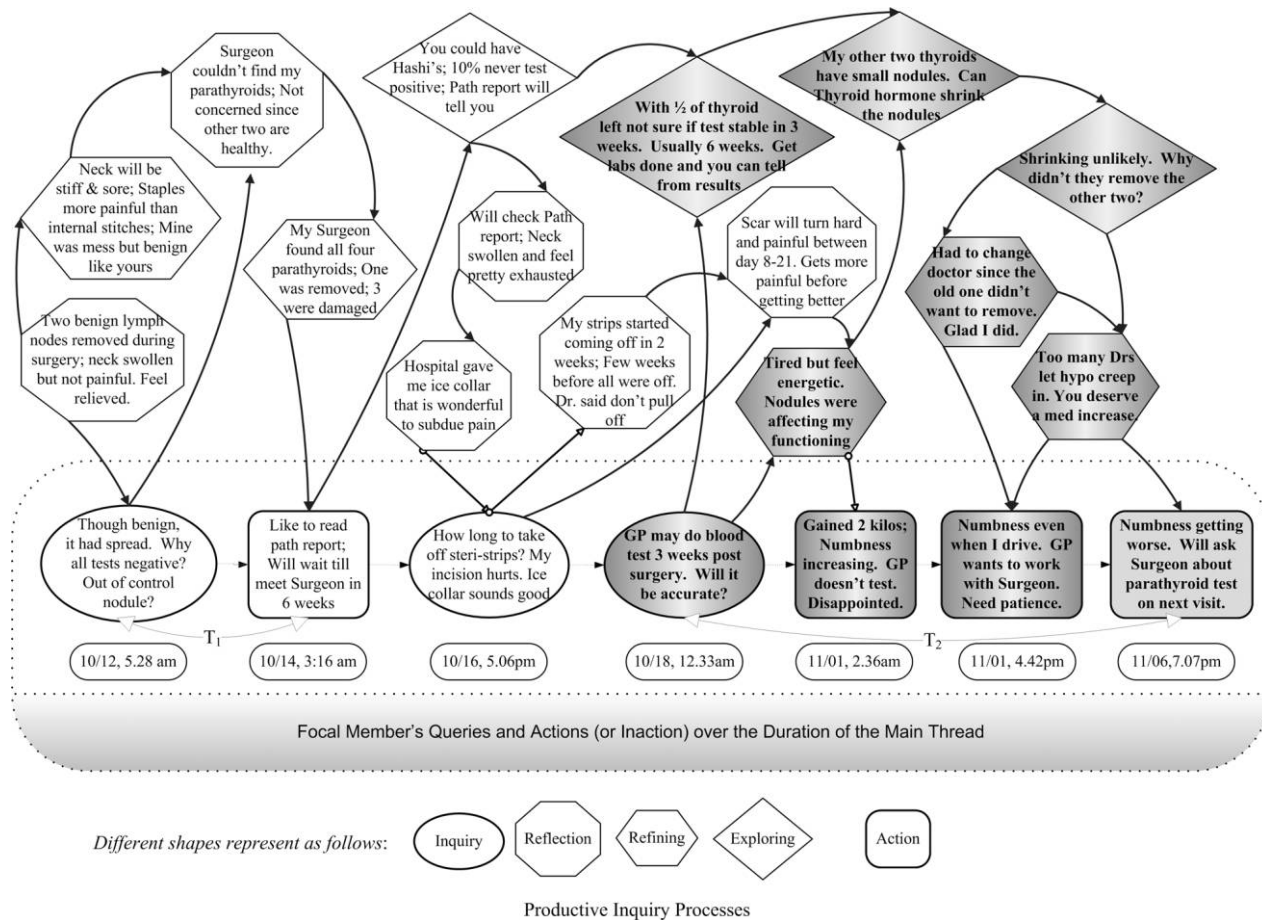 Surgeon
couldn't find my
parathyroids; Not
concerned since
other two are
healthy.
You could have
Hashi's; 10%
never test
positive; Path
report will
tell you
My other two thyroids
have small nodules. Can
Thyroid hormone shrink
the nodules
With ½ of thyroid
left not sure if test stable in 3
weeks. Usually 6 weeks. Get
labs done and you can tell
from results
Neck will be
stiff & sore; Staples
more painful than
internal stitches; Mine
was mess but benign
like yours
Shrinking unlikely. Why
didn't they remove the
other two?
My Surgeon
found all four
parathyroids; One
was removed; 3
were damaged
Will check Path
report; Neck
swollen and feel
pretty exhausted
Scar will turn hard
and painful between
day 8-21. Gets more
painful before
getting better
Had to change
doctor since the
old one didn't
want to remove.
Glad I did.
Two benign lymph
nodes removed during
surgery; neck swollen
but not painful. Feel
relieved.
Hospital gave
me ice collar
that is wonderful
to subdue pain
My strips started
coming off in 2
weeks; Few weeks
before all were off.
Dr. said don't pull
off
Tired but feel
energetic.
Nodules were
affecting my
functioning
Too many Drs
let hypo creep
in. You deserve
a med increase.
Though benign,
it had spread. Why
all tests negative?
Out of control
nodule?
Like to read
path report;
Will wait till
meet Surgeon in
6 weeks
How long to take
off steri-strips? My
incision hurts. Ice
collar sounds good
GP may do blood
test 3 weeks post
surgery. Will it
be accurate?
Gained 2 kilos;
Numbness
increasing. GP
doesn't test.
Disappointed.
Numbness even
when I drive. GP
wants to work
with Surgeon.
Need patience.
Numbness getting
worse. Will ask
Surgeon about
parathyroid test
on next visit.
T1
T2
10/12, 5.28 am
10/14, 3:16 am
10/16, 5.06pm
10/18, 12.33am
11/01, 2.36am
11/01, 4.42pm
11/06,7.07pm
Focal Member's Queries and Actions (or Inaction) over the Duration of the Main Thread
Different shapes represent as follows:
Inquiry
Reflection
Refining
Exploring
Action
Productive Inquiry Processes